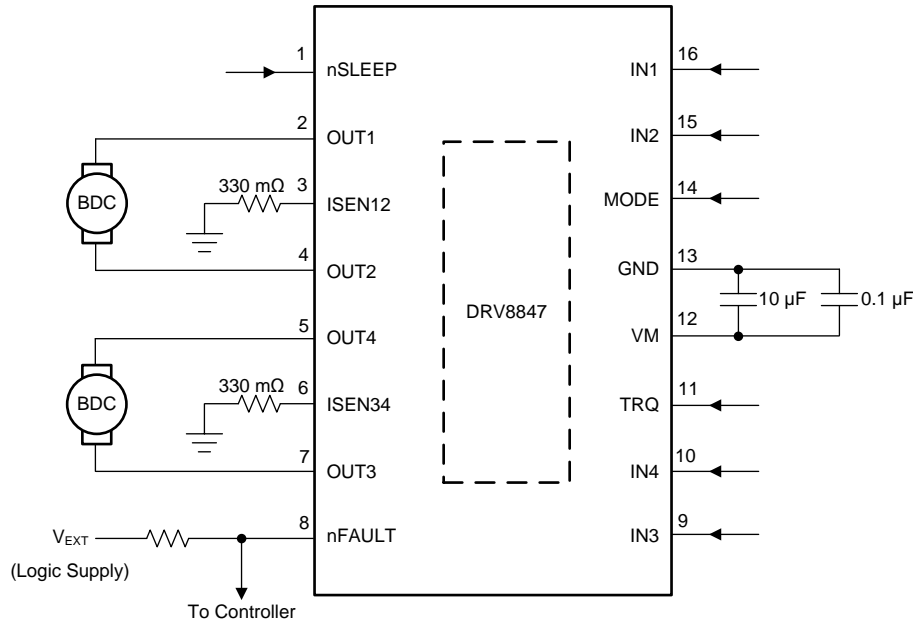 1
nSLEEP
2
OUT1
330 mΩ
3
ISEN12
BDC
4
OUT2
5
OUT4
330 mΩ
6
ISEN34
BDC
7
OUT3
8
nFAULT
VEXT
(Logic Supply)
To Controller
DRV8847
16
IN1
15
IN2
14
MODE
13
GND
10 µF
0.1 µF
12
VM
11
TRQ
10
IN4
9
IN3